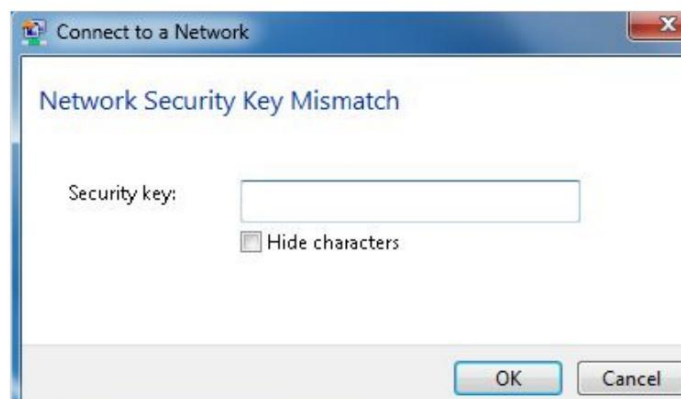 Connect to a Network
Network Security Key Mismatch
Security key:
Hide characters
OK Cancel